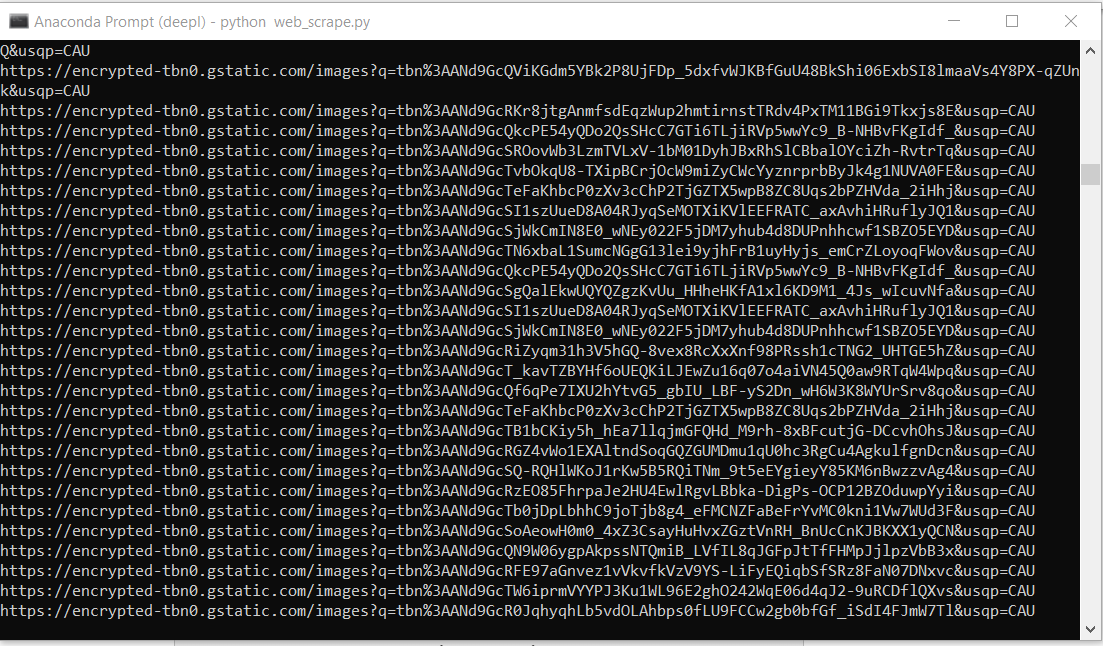 Anaconda Prompt (deepl) - python  web_scrape.py
Q&usqp=CAU
https://encrypted-tbn0.gstatic.com/images?q=tbn%3AANd9GcQViKGdm5YBk2P8UjFDp_5dxfvWJKBfGuU48BkShi06ExbSI8lmaaVs4Y8PX-qZUn
k&usqp=CAU
https://encrypted-tbn0.gstatic.com/images?q=tbn%3AANd9GcRKr8jtgAnmfsdEqzWup2hmtirnstTRdv4PxTM11BGi9Tkxjs8E&usqp=CAU
https://encrypted-tbn0.gstatic.com/images?q=tbn%3AANd9GcQkcPE54yQDo2QsSHcC7GTi6TLjiRVp5wwYc9_B-NHBvFKgIdf_&usqp=CAU
https://encrypted-tbn0.gstatic.com/images?q=tbn%3AANd9GcSROovWb3LzmTVLxV-1bM01DyhJBxRhSlCBbalOYciZh-RvtrTq&usqp=CAU
https://encrypted-tbn0.gstatic.com/images?q=tbn%3AANd9GcTvbOkqU8-TXipBCrjOcW9miZyCWcYyznrprbByJk4g1NUVA0FE&usqp=CAU
https://encrypted-tbn0.gstatic.com/images?q=tbn%3AANd9GcTeFaKhbcP0zXv3cChP2TjGZTX5wpB8ZC8Uqs2bPZHVda_2iHhj&usqp=CAU
https://encrypted-tbn0.gstatic.com/images?q=tbn%3AANd9GcSI1szUueD8A04RJyqSeMOTXiKVlEEFRATC_axAvhiHRuflyJQ1&usqp=CAU
https://encrypted-tbn0.gstatic.com/images?q=tbn%3AANd9GcSjWkCmIN8E0_wNEy022F5jDM7yhub4d8DUPnhhcwf1SBZO5EYD&usqp=CAU
https://encrypted-tbn0.gstatic.com/images?q=tbn%3AANd9GcTN6xbaL1SumcNGgG13lei9yjhFrB1uyHyjs_emCrZLoyoqFWov&usqp=CAU
https://encrypted-tbn0.gstatic.com/images?q=tbn%3AANd9GcQkcPE54yQDo2QsSHcC7GTi6TLjiRVp5wwYc9_B-NHBvFKgIdf_&usqp=CAU
https://encrypted-tbn0.gstatic.com/images?q=tbn%3AANd9GcSgQalEkwUQYQZgzKvUu_HHheHKfA1xl6KD9M1_4Js_wIcuvNfa&usqp=CAU
https://encrypted-tbn0.gstatic.com/images?q=tbn%3AANd9GcSI1szUueD8A04RJyqSeMOTXiKVlEEFRATC_axAvhiHRuflyJQ1&usqp=CAU
https://encrypted-tbn0.gstatic.com/images?q=tbn%3AANd9GcSjWkCmIN8E0_wNEy022F5jDM7yhub4d8DUPnhhcwf1SBZO5EYD&usqp=CAU
https://encrypted-tbn0.gstatic.com/images?q=tbn%3AANd9GcRiZyqm31h3V5hGQ-8vex8RcXxXnf98PRssh1cTNG2_UHTGE5hZ&usqp=CAU
https://encrypted-tbn0.gstatic.com/images?q=tbn%3AANd9GcT_kavTZBYHf6oUEQKiLJEwZu16q07o4aiVN45Q0aw9RTqW4Wpq&usqp=CAU
https://encrypted-tbn0.gstatic.com/images?q=tbn%3AANd9GcQf6qPe7IXU2hYtvG5_gbIU_LBF-yS2Dn_wH6W3K8WYUrSrv8qo&usqp=CAU
https://encrypted-tbn0.gstatic.com/images?q=tbn%3AANd9GcTeFaKhbcP0zXv3cChP2TjGZTX5wpB8ZC8Uqs2bPZHVda_2iHhj&usqp=CAU
https://encrypted-tbn0.gstatic.com/images?q=tbn%3AANd9GcTB1bCKiy5h_hEa7llqjmGFQHd_M9rh-8xBFcutjG-DCcvhOhsJ&usqp=CAU
https://encrypted-tbn0.gstatic.com/images?q=tbn%3AANd9GcRGZ4vWo1EXAltndSoqGQZGUMDmu1qU0hc3RgCu4AgkulfgnDcn&usqp=CAU
https://encrypted-tbn0.gstatic.com/images?q=tbn%3AANd9GcSQ-RQHlWKoJ1rKw5B5RQiTNm_9t5eEYgieyY85KM6nBwzzvAg4&usqp=CAU
https://encrypted-tbn0.gstatic.com/images?q=tbn%3AANd9GcRzEO85FhrpaJe2HU4EwlRgvLBbka-DigPs-OCP12BZOduwpYyi&usqp=CAU
https://encrypted-tbn0.gstatic.com/images?q=tbn%3AANd9GcTb0jDpLbhhC9joTjb8g4_eFMCNZFaBeFrYvMC0kni1Vw7WUd3F&usqp=CAU
https://encrypted-tbn0.gstatic.com/images?q=tbn%3AANd9GcSoAeowH0m0_4xZ3CsayHuHvxZGztVnRH_BnUcCnKJBKXX1yQCN&usqp=CAU
https://encrypted-tbn0.gstatic.com/images?q=tbn%3AANd9GcQN9W06ygpAkpssNTQmiB_LVfIL8qJGFpJtTfFHMpJjlpzVbB3x&usqp=CAU
https://encrypted-tbn0.gstatic.com/images?q=tbn%3AANd9GcRFE97aGnvez1vVkvfkVzV9YS-LiFyEQiqbSfSRz8FaN07DNxvc&usqp=CAU
https://encrypted-tbn0.gstatic.com/images?q=tbn%3AANd9GcTW6iprmVYYPJ3Ku1WL96E2ghO242WqE06d4qJ2-9uRCDflQXvs&usqp=CAU
https://encrypted-tbn0.gstatic.com/images?q=tbn%3AANd9GcR0JqhyqhLb5vdOLAhbps0fLU9FCCw2gb0bfGf_iSdI4FJmW7Tl&usqp=CAU